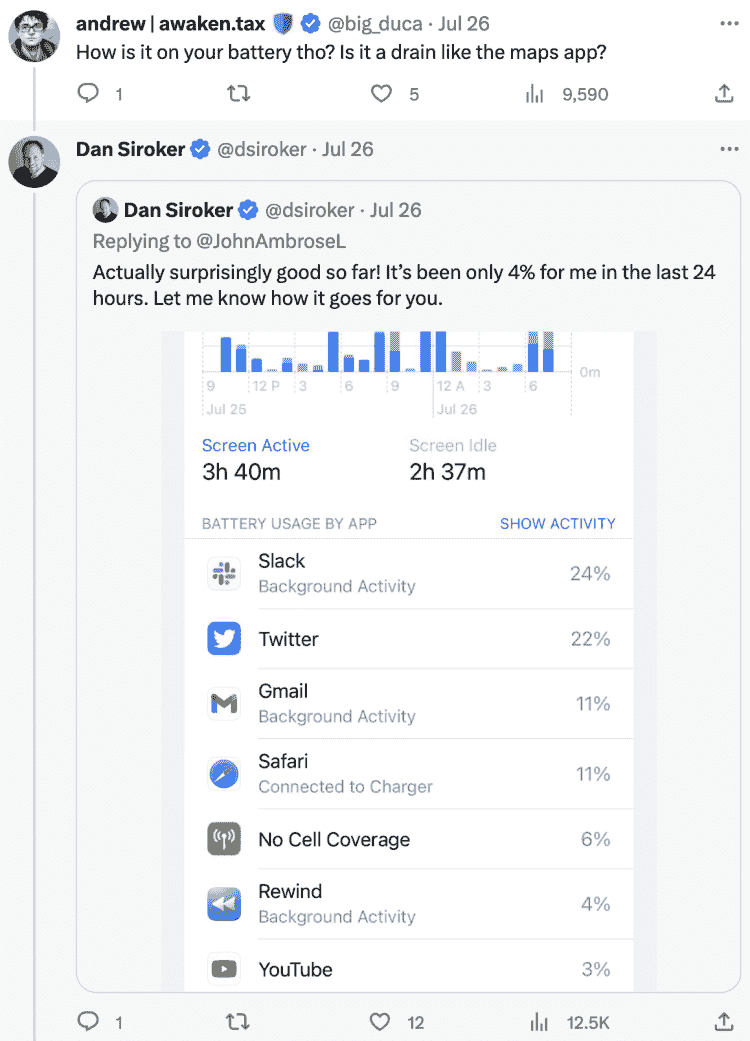 andrew | awaken.tax 🛡️ @big_duca · Jul 26
How is it on your battery tho? Is it a drain like the maps app?
1 5 9,590
Dan Siroker @dsiroker · Jul 26
Dan Siroker @dsiroker · Jul 26
Replying to @JohnAmbroseL
Actually surprisingly good so far! It’s been only 4% for me in the last 24
hours. Let me know how it goes for you.
0m
9 12 P 3 6 9 12 A 3 6
Jul 25 Jul 26
Screen Active Screen Idle
3h 40m 2h 37m
BATTERY USAGE BY APP SHOW ACTIVITY
Slack
Background Activity 24%
Twitter 22%
Gmail
Background Activity 11%
Safari
Connected to Charger 11%
No Cell Coverage 6%
Rewind
Background Activity 4%
YouTube 3%
1 12 12.5K